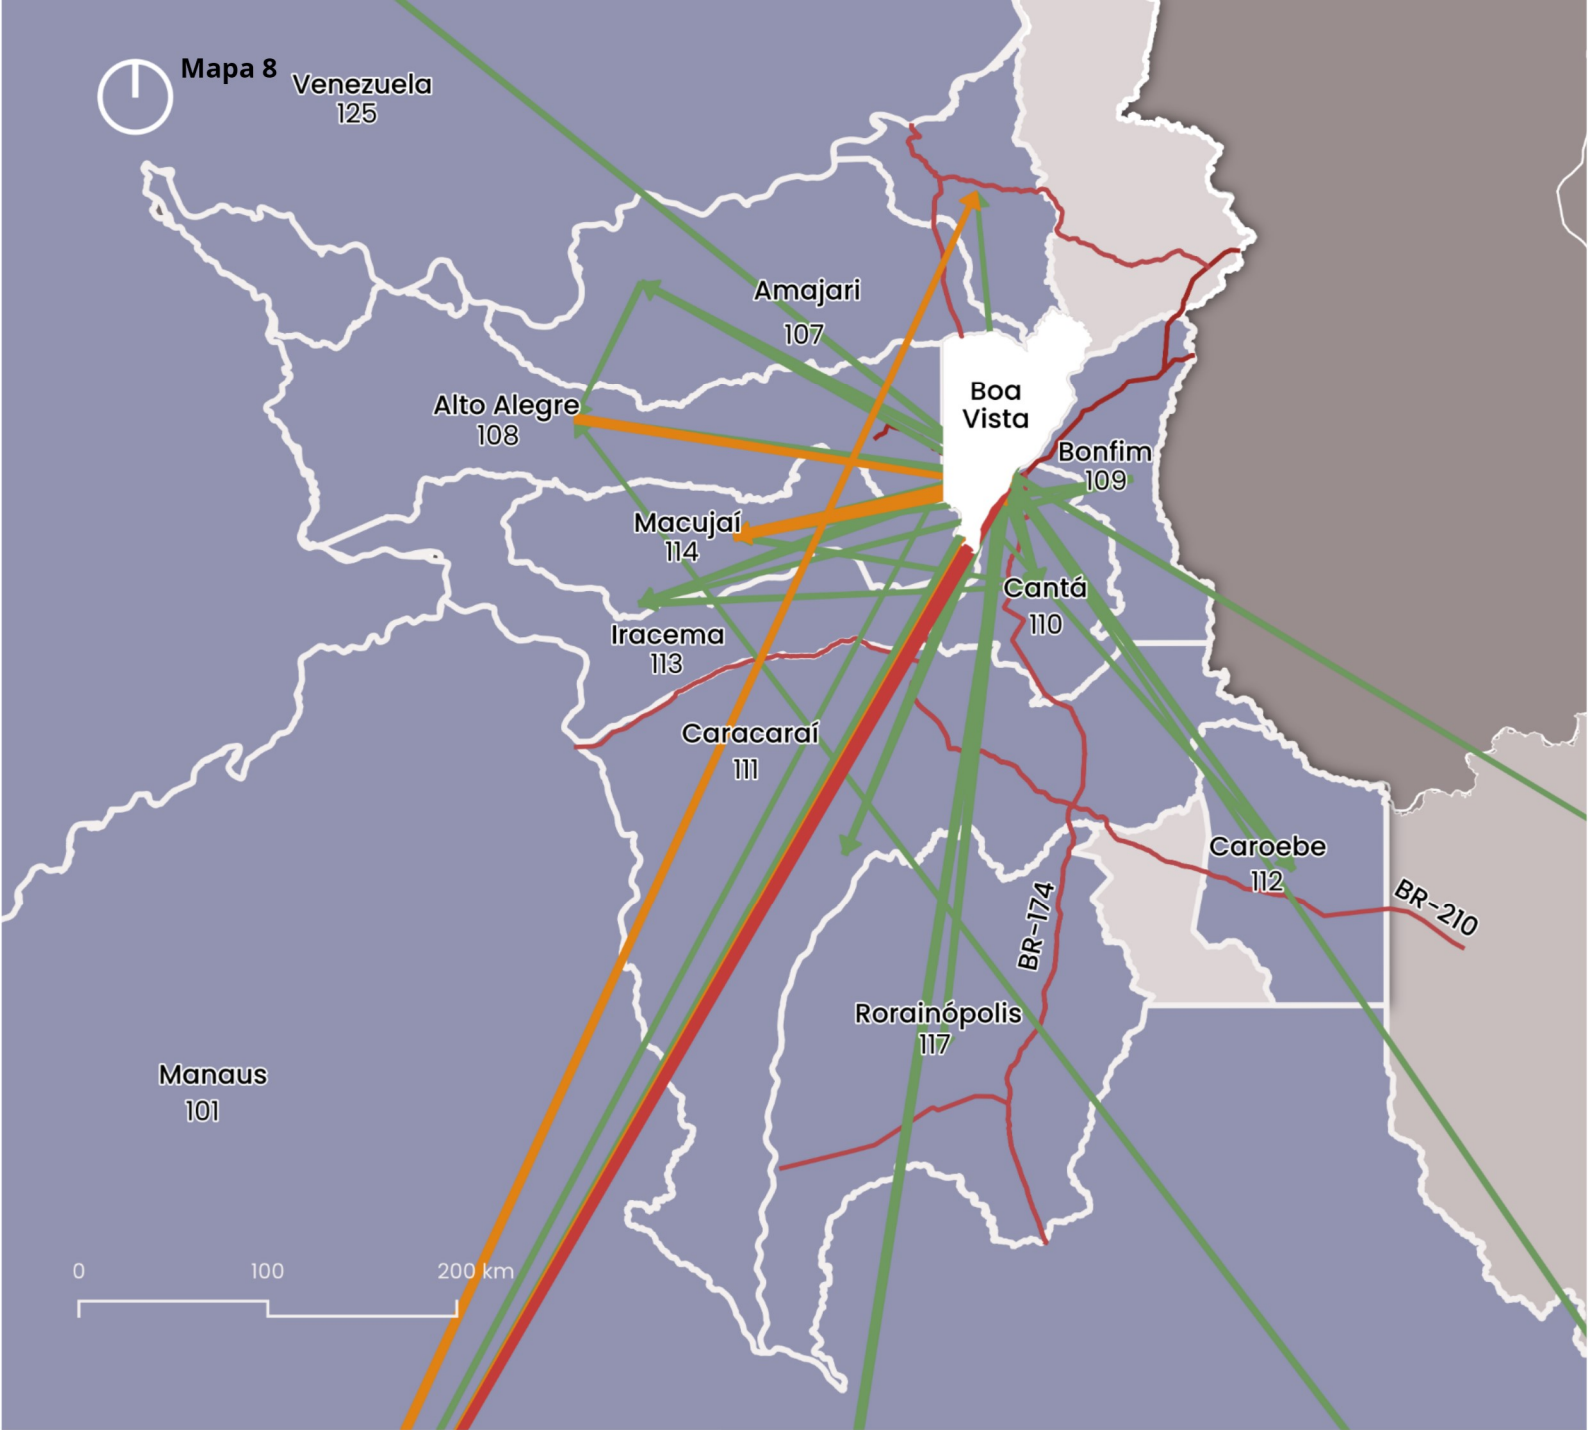 Mapa 8
Venezuela
125
Amajari
107
Boa
Vista
Alto Alegre
108
Bonfim
109
Macujaí
114
Cantá
110
Iracema
113
Caracaraí
111
Caroebe
112
BR-210
BR-174
Rorainópolis
117
Manaus
101
0 100 200 km